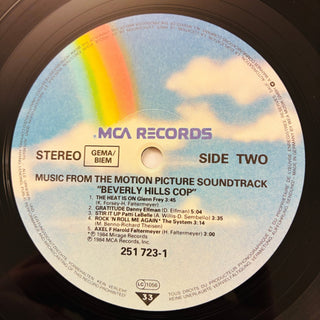 MCA RECORDS
STEREO
GEMA/
BIEM
SIDE TWO
MUSIC FROM THE MOTION PICTURE SOUNDTRACK
"BEVERLY HILLS COP"
1. THE HEAT IS ON Glenn Frey 3:45
(K. Forsey-H. Faltermeyer)
2. GRATITUDE Danny Elfman (D. Elfman) 5:04
3. STIR IT UP Patti LaBelle (A. Willis-D. Sembello) 3:35
4. ROCK 'N ROLL ME AGAIN* The System 3:14
(M. Benno-Richard Theisen)
5. AXEL F Harold Faltermeyer (H. Faltermeyer) 3:00
*℗ 1984 Mirage Records
℗ 1984 MCA Records, Inc.
251 723-1
LC 1056
33